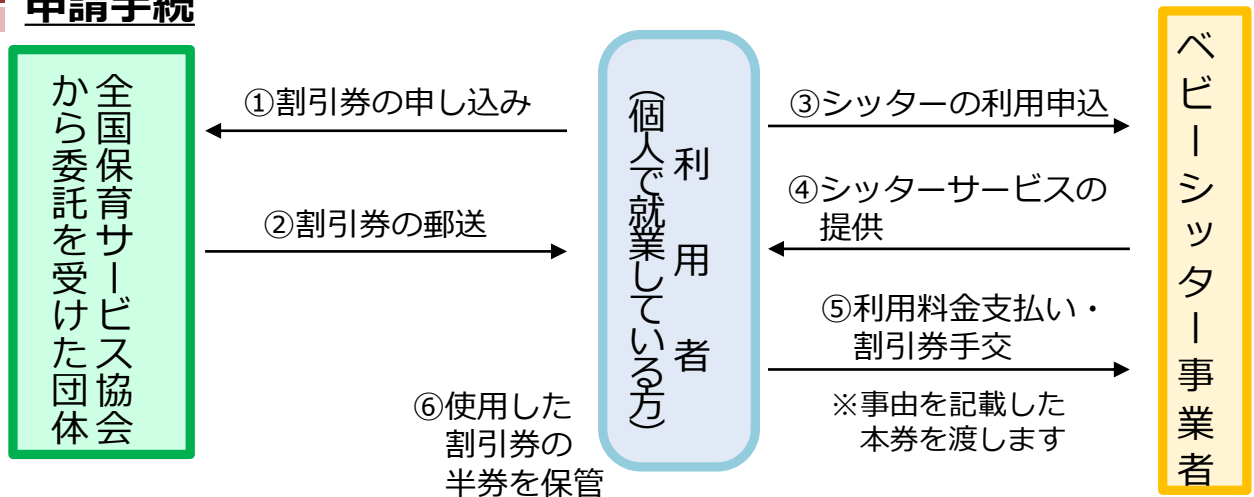 申請手続
全国保育サービス協会
から委託を受けた団体
①割引券の申し込み
②割引券の郵送
利用者
（個人で就業している方）
③シッターの利用申込
④シッターサービスの
提供
⑤利用料金支払い・
割引券手交
※事由を記載した
本券を渡します
⑥使用した
割引券の
半券を保管
ベビーシッター事業者